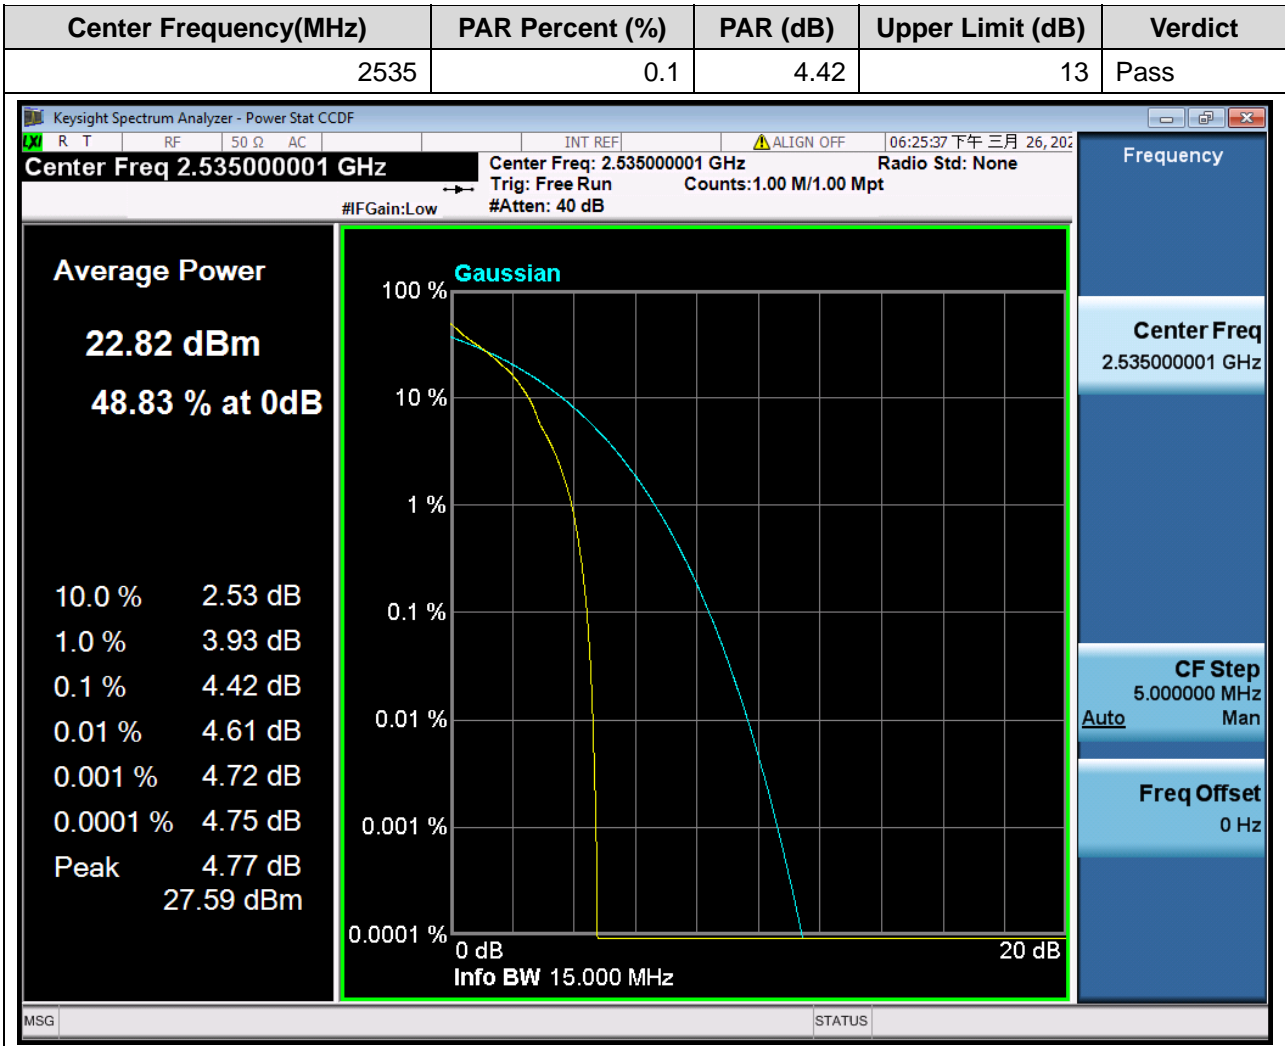 Center Frequency(MHz) PAR Percent (%) PAR (dB) Upper Limit (dB) Verdict
2535 0.1 4.42 13 Pass
Keysight Spectrum Analyzer - Power Stat CCDF
LXI R T RF 50 Ω AC INT REF ALIGN OFF 06:25:37 下午 三月 26, 202
Center Freq 2.535000001 GHz
Center Freq: 2.535000001 GHz Radio Std: None
Trig: Free Run Counts:1.00 M/1.00 Mpt
#IFGain:Low #Atten: 40 dB
Average Power
22.82 dBm
48.83 % at 0dB
10.0 % 2.53 dB
1.0 % 3.93 dB
0.1 % 4.42 dB
0.01 % 4.61 dB
0.001 % 4.72 dB
0.0001 % 4.75 dB
Peak 4.77 dB
27.59 dBm
Gaussian
100 %
10 %
1 %
0.1 %
0.01 %
0.001 %
0.0001 %
0 dB 20 dB
Info BW 15.000 MHz
Frequency
Center Freq
2.535000001 GHz
CF Step
5.000000 MHz
Auto Man
Freq Offset
0 Hz
MSG STATUS